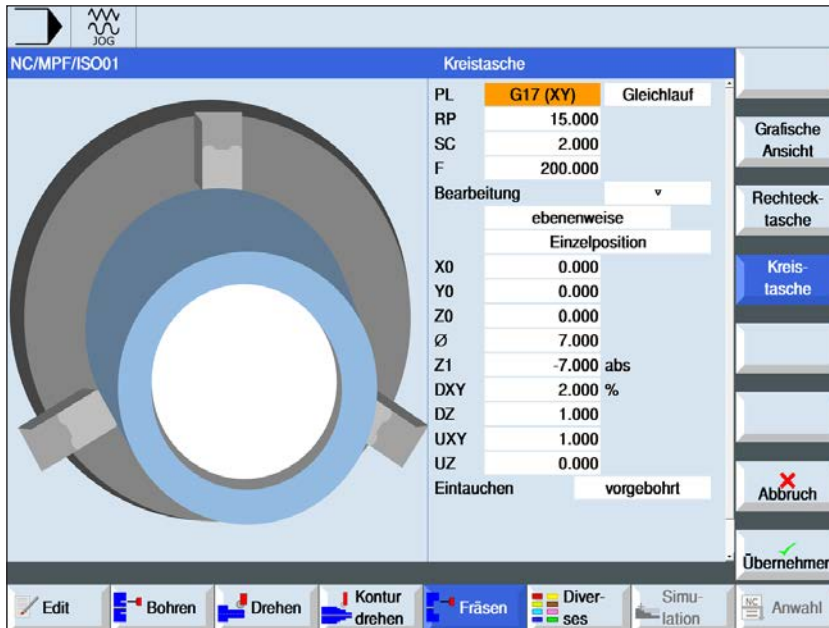 JOG
NC/MPF/ISO01
Kreistasche
PL G17 (XY) Gleichlauf
RP 15.000
SC 2.000
F 200.000
Bearbeitung ▿
ebenenweise
Einzelposition
X0 0.000
Y0 0.000
Z0 0.000
Ø 7.000
Z1 -7.000 abs
DXY 2.000 %
DZ 1.000
UXY 1.000
UZ 0.000
Eintauchen vorgebohrt
Grafische
Ansicht
Rechteck-
tasche
Kreis-
tasche
Abbruch
Übernehmen
Edit
Bohren
Drehen
Kontur
drehen
Fräsen
Diver-
ses
Simu-
lation
NC
Anwahl